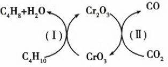 C₄H₈+H₂O Cr₂O₃ CO
(Ⅰ) (Ⅱ)
C₄H₁₀ CrO₃ CO₂